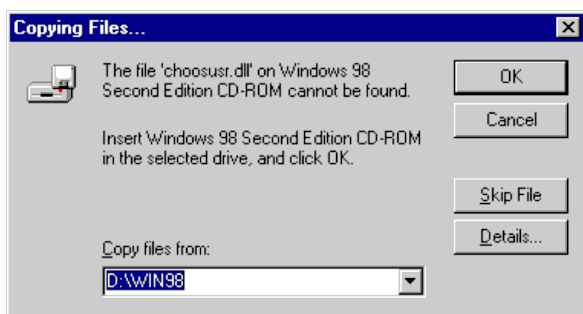 Copying Files...
The file 'choosusr.dll' on Windows 98
Second Edition CD-ROM cannot be found.
Insert Windows 98 Second Edition CD-ROM
in the selected drive, and click OK.
Copy files from:
D:\WIN98
OK
Cancel
Skip File
Details...